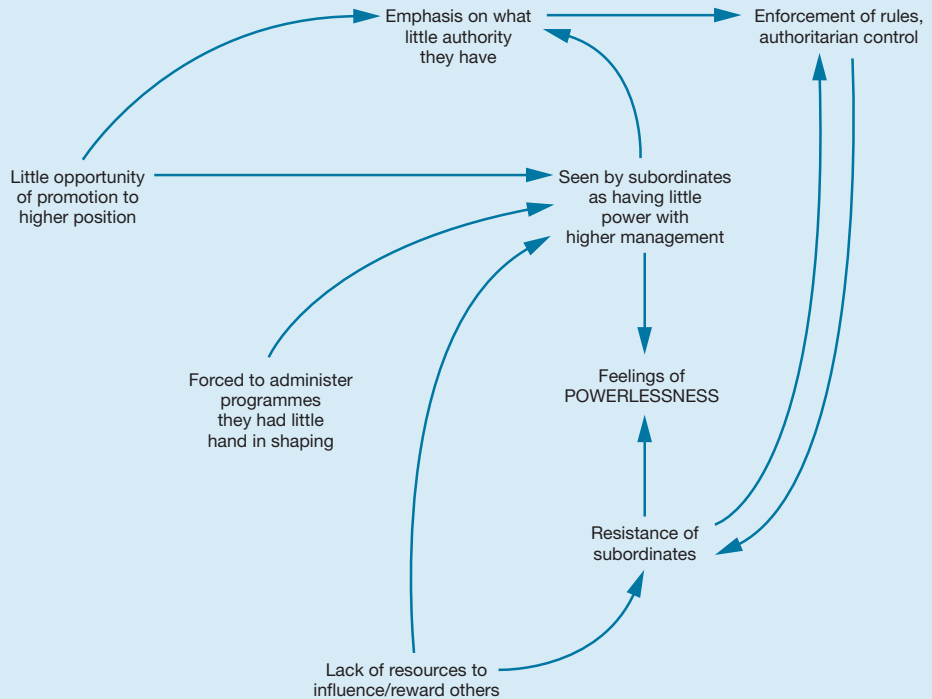 Emphasis on what
little authority
they have
Enforcement of rules,
authoritarian control
Little opportunity
of promotion to
higher position
Seen by subordinates
as having little
power with
higher management
Forced to administer
programmes
they had little
hand in shaping
Feelings of
POWERLESSNESS
Resistance of
subordinates
Lack of resources to
influence/reward others